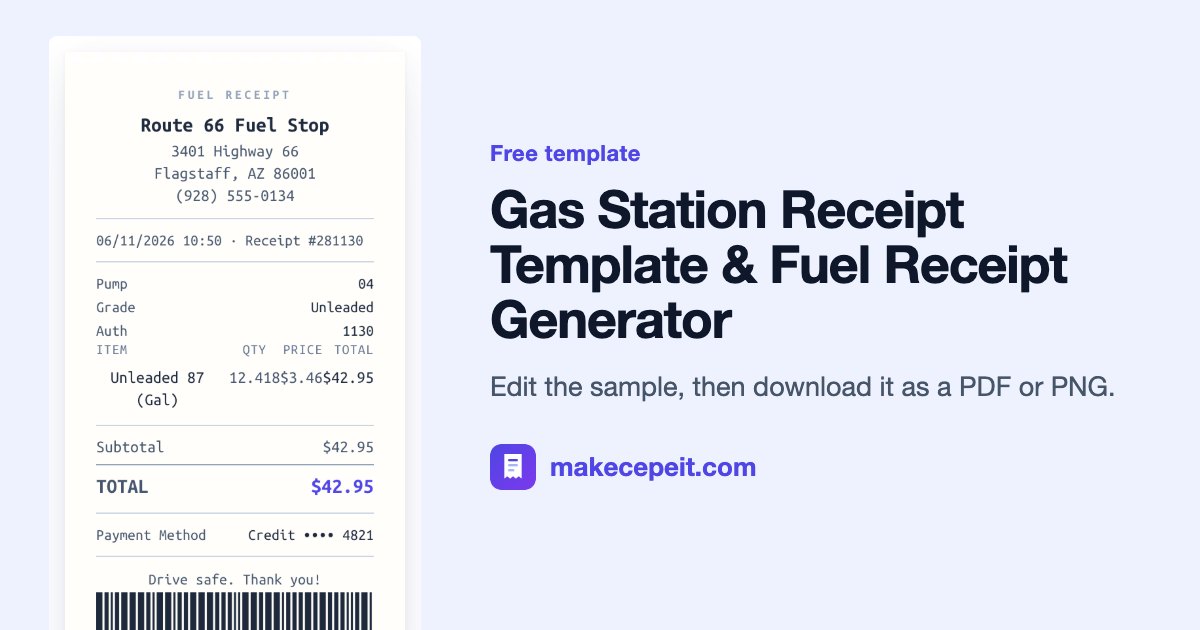 FUEL RECEIPT
Route 66 Fuel Stop
3401 Highway 66
Flagstaff, AZ 86001
(928) 555-0134
06/11/2026 10:50 · Receipt #281130
Pump 04
Grade Unleaded
Auth 1130
ITEM QTY PRICE TOTAL
Unleaded 87 12.418$3.46$42.95
(Gal)
Subtotal $42.95
TOTAL $42.95
Payment Method Credit •••• 4821
Drive safe. Thank you!
Free template
Gas Station Receipt
Template & Fuel Receipt
Generator
Edit the sample, then download it as a PDF or PNG.
makecepeit.com